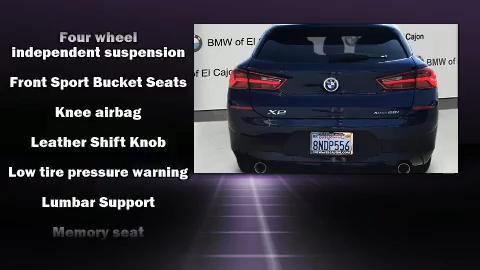 Four wheel
independent suspension
Front Sport Bucket Seats
Knee airbag
Leather Shift Knob
Low tire pressure warning
Lumbar Support
Memory seat
BMW of El Cajon
of El Cajon
X2
8NDP556